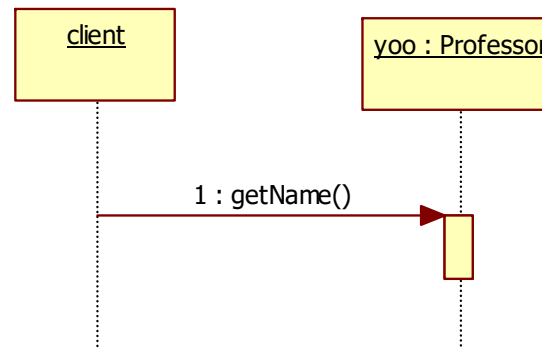 client
yoo : Professor
1 : getName()